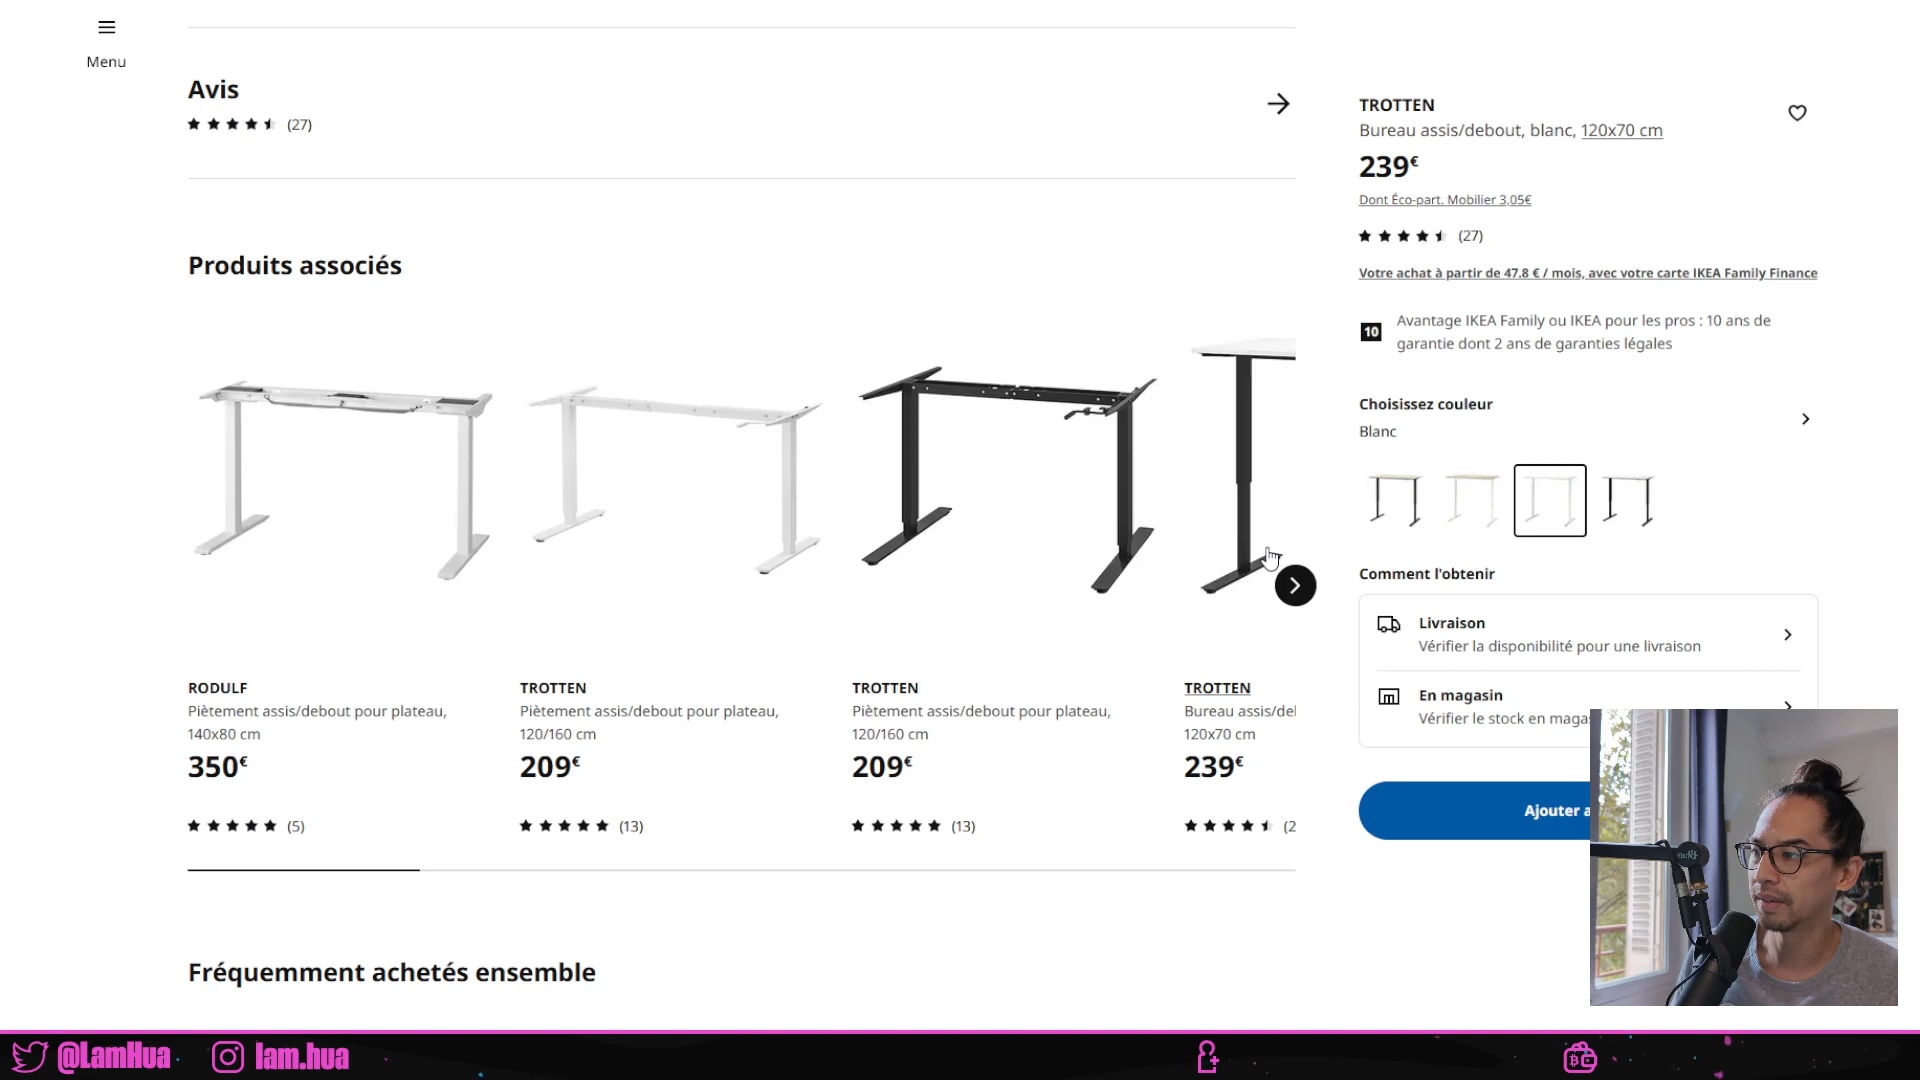 Menu
Avis
(27)
Produits associés
RODULF
Piètement assis/debout pour plateau,
140x80 cm
350€
(5)
TROTTEN
Piètement assis/debout pour plateau,
120/160 cm
209€
(13)
TROTTEN
Piètement assis/debout pour plateau,
120/160 cm
209€
(13)
TROTTEN
Bureau assis/de
120x70 cm
239€
(2
Fréquemment achetés ensemble
TROTTEN
Bureau assis/debout, blanc, 120x70 cm
239€
Dont Éco-part. Mobilier 3,05€
(27)
Votre achat à partir de 47.8 € / mois, avec votre carte IKEA Family Finance
10
Avantage IKEA Family ou IKEA pour les pros : 10 ans de
garantie dont 2 ans de garanties légales
Choisissez couleur
Blanc
Comment l'obtenir
Livraison
Vérifier la disponibilité pour une livraison
En magasin
Vérifier le stock en magas
Ajouter a
@LamHua
lam.hua